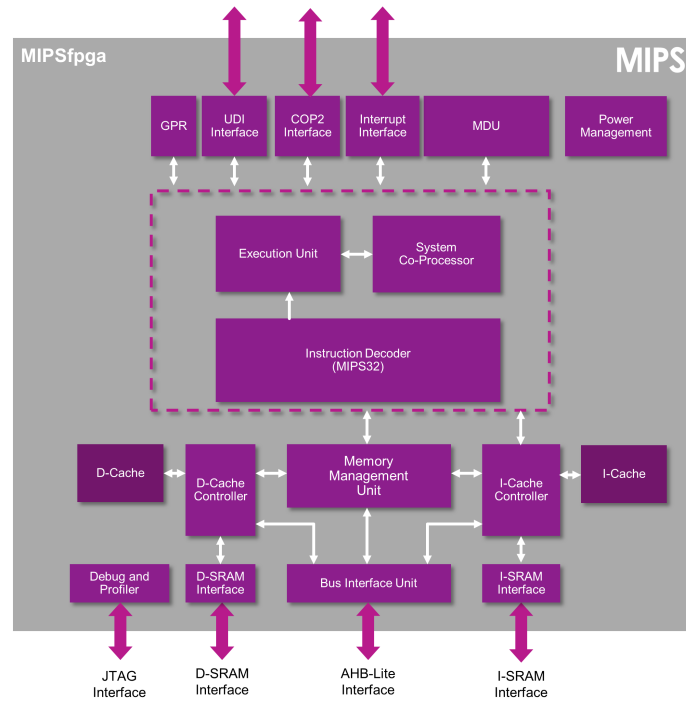 MIPSfpga
MIPS
GPR
UDI
Interface
COP2
Interface
Interrupt
Interface
MDU
Power
Management
Execution Unit
System
Co-Processor
Instruction Decoder
(MIPS32)
D-Cache
D-Cache
Controller
Memory
Management
Unit
I-Cache
Controller
I-Cache
Debug and
Profiler
D-SRAM
Interface
Bus Interface Unit
I-SRAM
Interface
JTAG
Interface
D-SRAM
Interface
AHB-Lite
Interface
I-SRAM
Interface